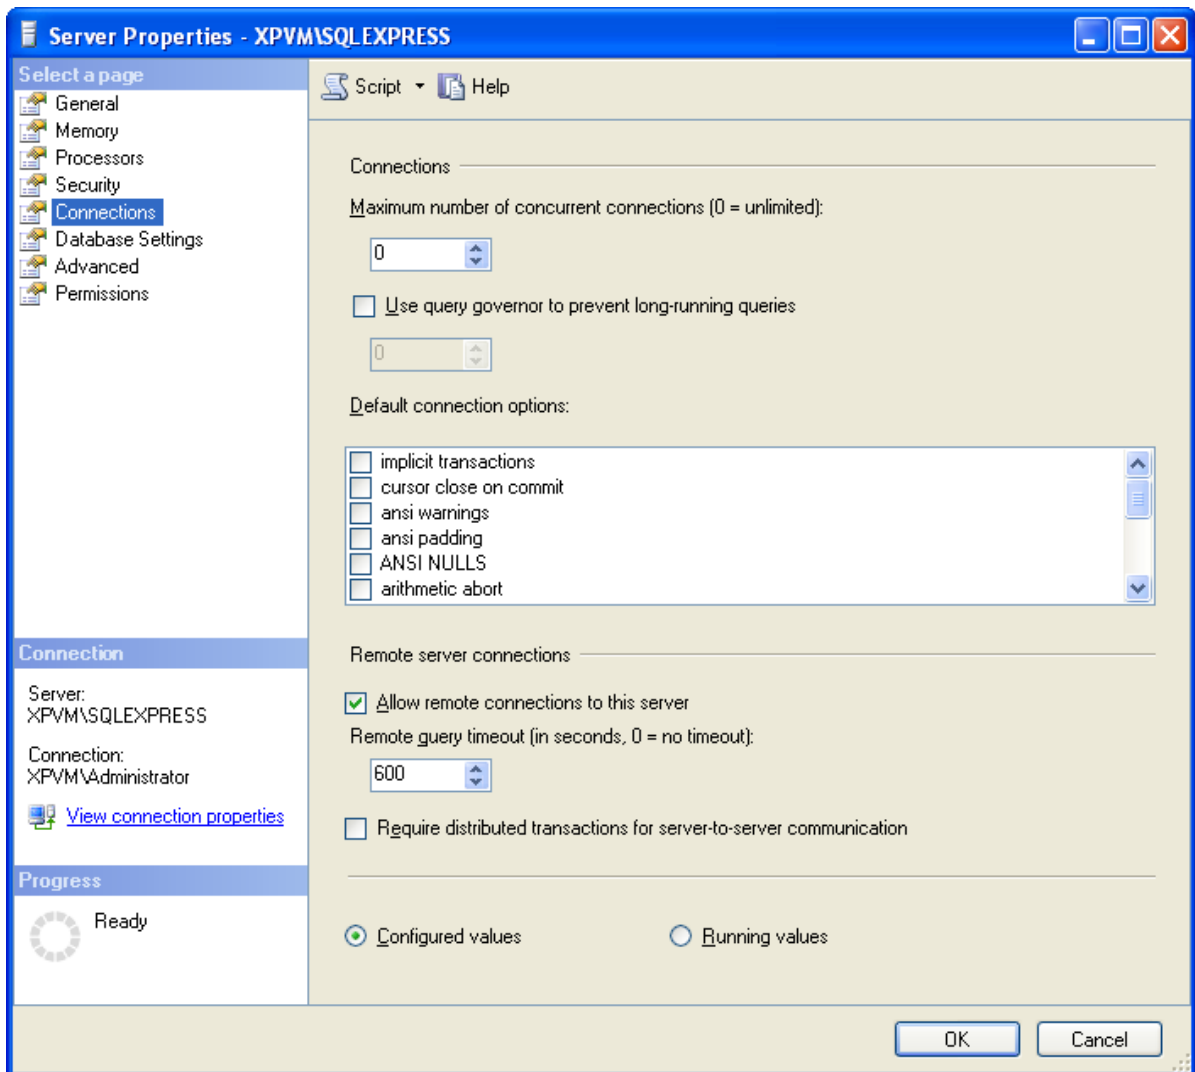 Server Properties - XPVM\SQLEXPRESS
Select a page
General
Memory
Processors
Security
Connections
Database Settings
Advanced
Permissions
Script
Help
Connections
Maximum number of concurrent connections (0 = unlimited):
0
Use query governor to prevent long-running queries
0
Default connection options:
implicit transactions
cursor close on commit
ansi warnings
ansi padding
ANSI NULLS
arithmetic abort
Remote server connections
Allow remote connections to this server
Remote query timeout (in seconds, 0 = no timeout):
600
Require distributed transactions for server-to-server communication
Configured values
Running values
Connection
Server:
XPVM\SQLEXPRESS
Connection:
XPVM\Administrator
View connection properties
Progress
Ready
OK
Cancel